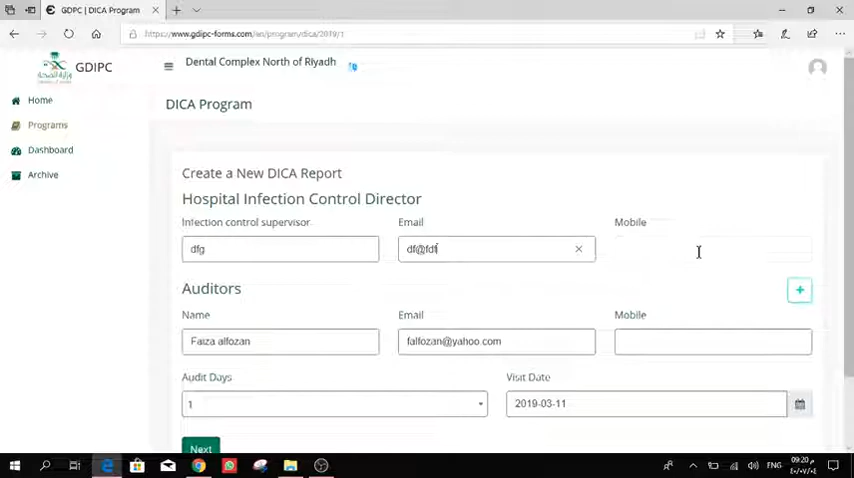 GDPC | DICA Program
https://www.gdipc-forms.com/en/program/dica/2019/1
GDIPC
Dental Complex North of Riyadh
Home
Programs
Dashboard
Archive
DICA Program
Create a New DICA Report
Hospital Infection Control Director
Infection control supervisor
Email
Mobile
dfg
df@fdf
Auditors
+
Name
Email
Mobile
Faiza alfozan
falfozan@yahoo.com
Audit Days
Visit Date
1
2019-03-11
Next
ENG